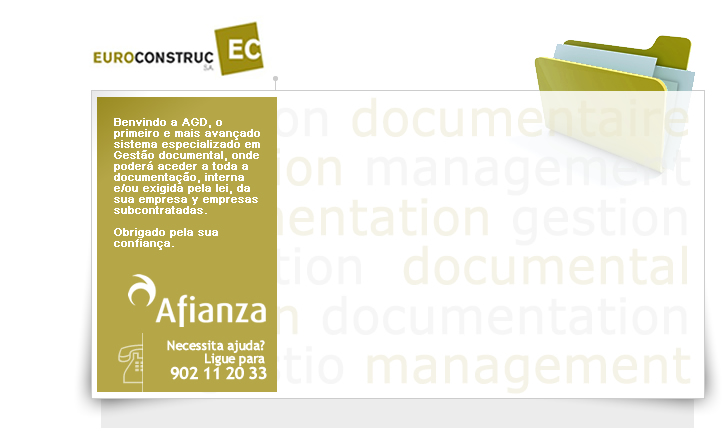 EUROCONSTRUC EC
S.A.
Benvindo a AGD, o
primeiro e mais avançado
sistema especializado em
Gestão documental, onde
poderá aceder a toda a
documentação, interna
e/ou exigida pela lei, da
sua empresa y empresas
subcontratadas.
Obrigado pela sua
confiança.
Afianza
Necessita ajuda?
Ligue para
902 11 20 33
on documentaire
ion management
mentation gestion
tion documental
n documentation
tio management